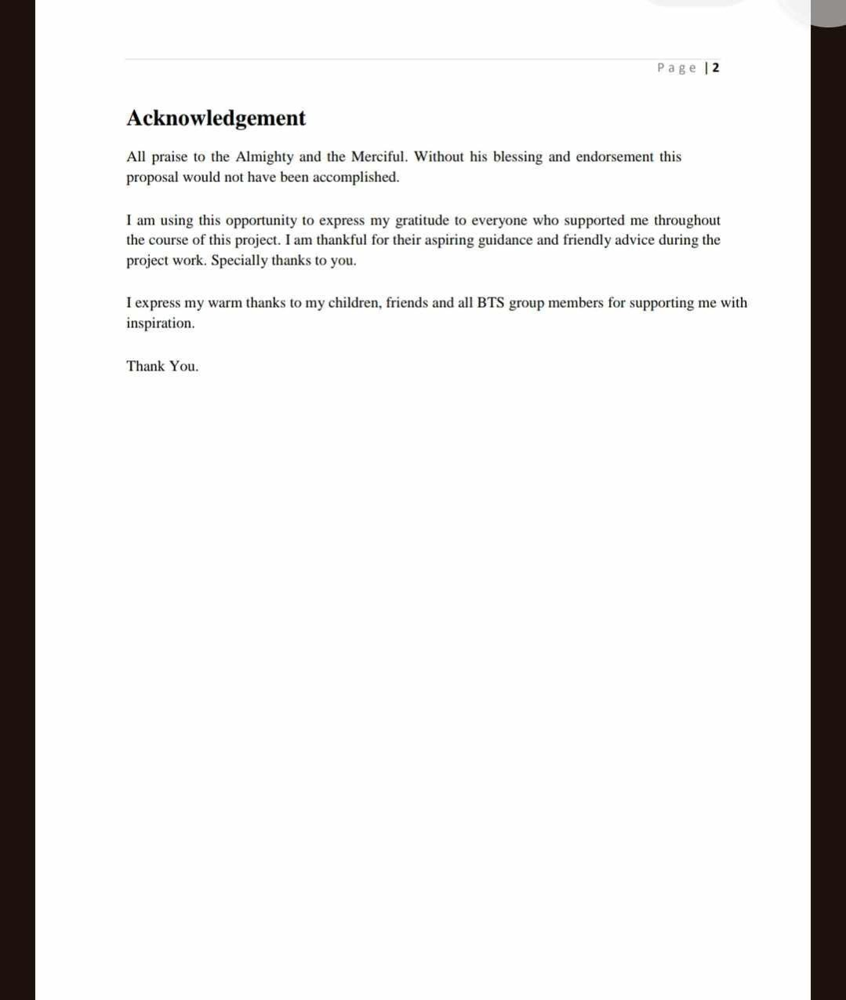 Page | 2
Acknowledgement
All praise to the Almighty and the Merciful. Without his blessing and endorsement this
proposal would not have been accomplished.
I am using this opportunity to express my gratitude to everyone who supported me throughout
the course of this project. I am thankful for their aspiring guidance and friendly advice during the
project work. Specially thanks to you.
I express my warm thanks to my children, friends and all BTS group members for supporting me with
inspiration.
Thank You.